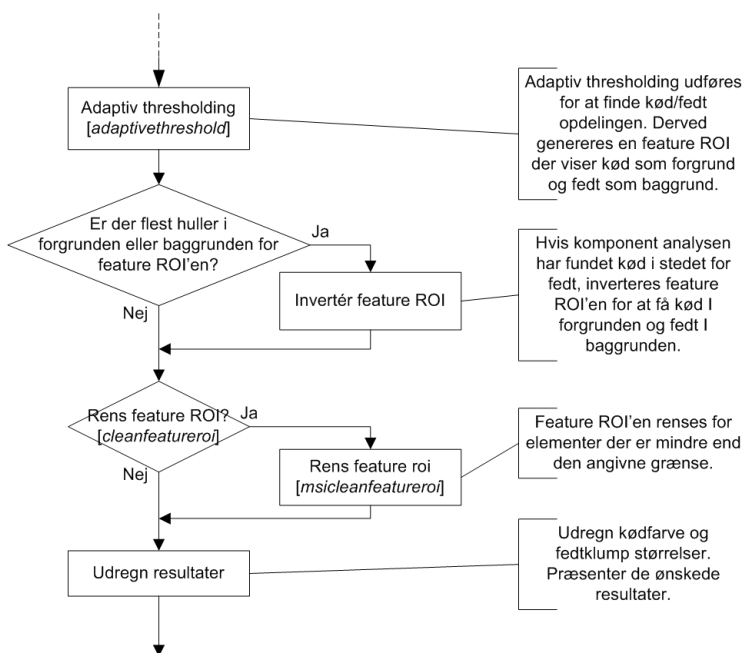 Adaptiv thresholding
[adaptivethreshold]
Adaptiv thresholding udføres
for at finde kød/fedt
opdelingen. Derved
genereres en feature ROI
der viser kød som forgrund
og fedt som baggrund.
Er der flest huller i
forgrunden eller baggrunden for
feature ROI'en?
Ja
Nej
Invertér feature ROI
Hvis komponent analysen
har fundet kød i stedet for
fedt, inverteres feature
ROI'en for at få kød I
forgrunden og fedt I
baggrunden.
Rens feature ROI?
[cleanfeatureroi]
Ja
Nej
Rens feature roi
[msicleanfeatureroi]
Feature ROI'en renses for
elementer der er mindre end
den angivne grænse.
Udregn resultater
Udregn kødfarve og
fedtklump størrelser.
Præsenter de ønskede
resultater.